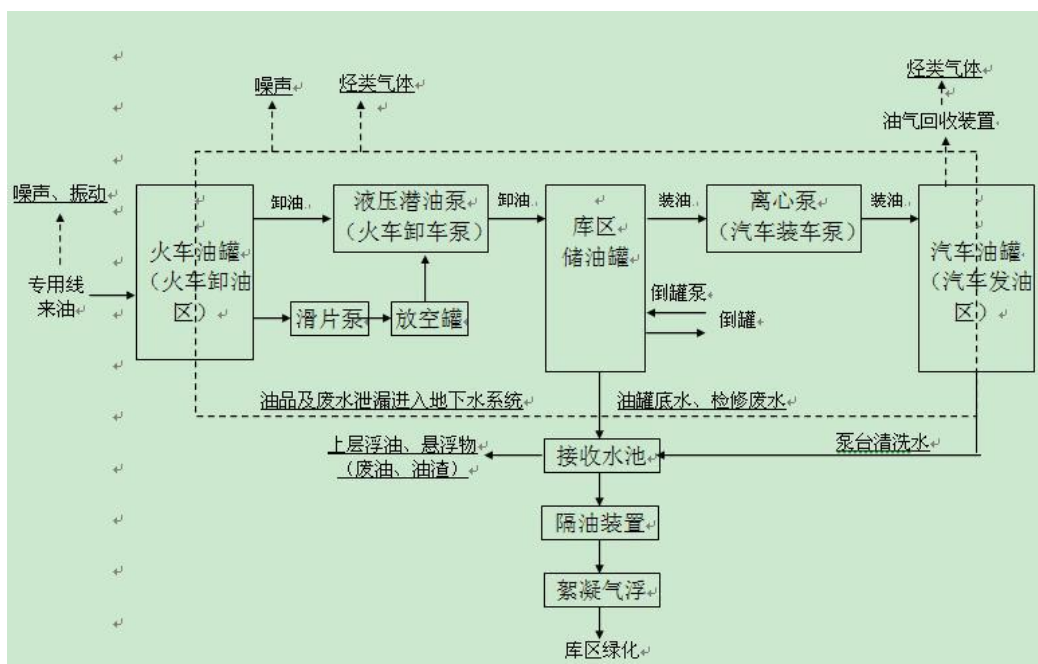 烃类气体
噪声
烃类气体
油气回收装置
噪声、振动
卸油
液压潜油泵
(火车卸车泵)
卸油
库区
储油罐
装油
离心泵
(汽车装车泵)
装油
火车油罐
(火车卸油
区)
汽车油罐
(汽车发油
区)
专用线
来油
滑片泵
放空罐
倒罐泵
倒罐
油品及废水泄漏进入地下水系统
油罐底水、检修废水
上层浮油、悬浮物
(废油、油渣)
接收水池
泵台清洗水
隔油装置
絮凝气浮
库区绿化